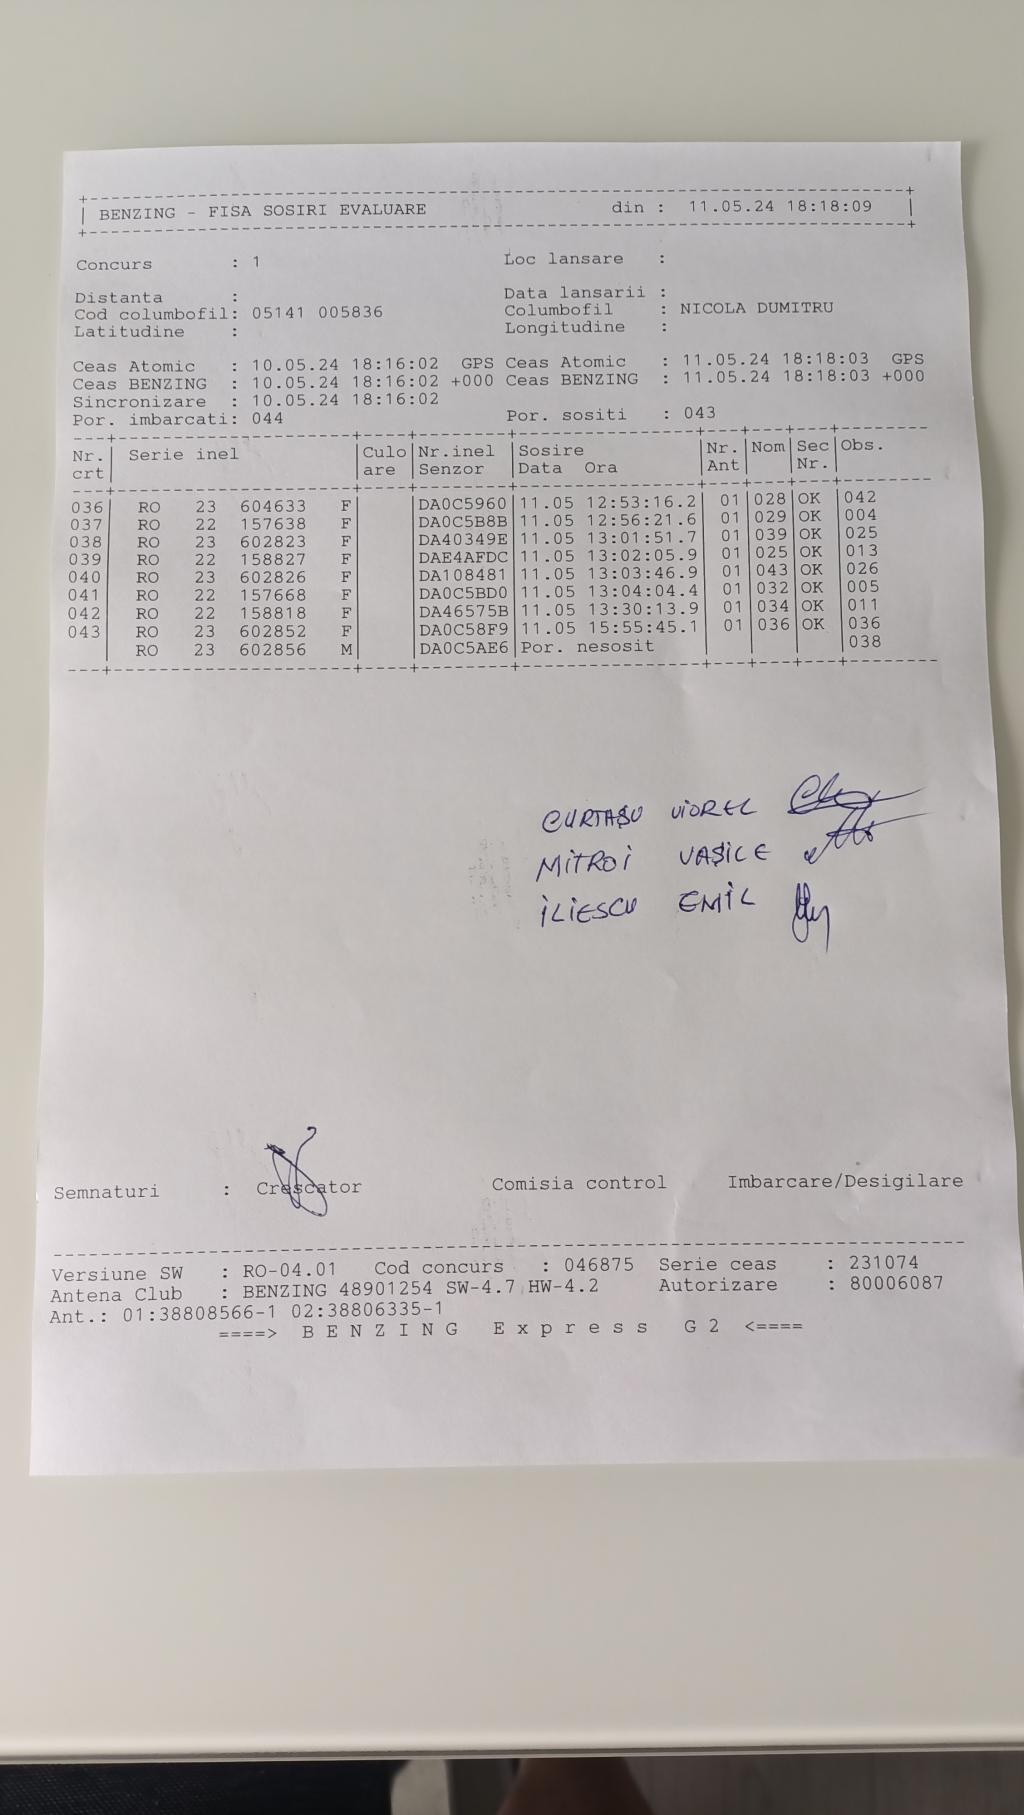 +------------------------------------------------------------------+
| BENZING - FISA SOSIRI EVALUARE din : 11.05.24 18:18:09 |
+------------------------------------------------------------------+
Concurs : 1 Loc lansare :
Distanta : Data lansarii :
Cod columbofil: 05141 005836 Columbofil : NICOLA DUMITRU
Latitudine : Longitudine :
Ceas Atomic : 10.05.24 18:16:02 GPS Ceas Atomic : 11.05.24 18:18:03 GPS
Ceas BENZING : 10.05.24 18:16:02 +000 Ceas BENZING : 11.05.24 18:18:03 +000
Sincronizare : 10.05.24 18:16:02
Por. imbarcati: 044 Por. sositi : 043
Nr. | Serie inel |Culo|Nr.inel |Sosire |Nr.|Nom|Sec|Obs.
crt| |are |Senzor |Data Ora |Ant| |Nr.|
036| RO 23 604633 F| |DA0C5960|11.05 12:53:16.2| 01|028|OK |042
037| RO 22 157638 F| |DA0C5B8B|11.05 12:56:21.6| 01|029|OK |004
038| RO 23 602823 F| |DA40349E|11.05 13:01:51.7| 01|039|OK |025
039| RO 22 158827 F| |DAE4AFDC|11.05 13:02:05.9| 01|025|OK |013
040| RO 23 602826 F| |DA108481|11.05 13:03:46.9| 01|043|OK |026
041| RO 22 157668 F| |DA0C5BD0|11.05 13:04:04.4| 01|032|OK |005
042| RO 22 158818 F| |DA46575B|11.05 13:30:13.9| 01|034|OK |011
043| RO 23 602852 F| |DA0C58F9|11.05 15:55:45.1| 01|036|OK |036
| RO 23 602856 M| |DA0C5AE6|Por. nesosit | | | |038
CURTAŞU VIOREL
MITROI VAŞICE
ILIESCU EMIL
Semnaturi : Crescator Comisia control Imbarcare/Desigilare
Versiune SW : RO-04.01 Cod concurs : 046875 Serie ceas : 231074
Antena Club : BENZING 48901254 SW-4.7 HW-4.2 Autorizare : 80006087
Ant.: 01:38808566-1 02:38806335-1
====> B E N Z I N G E x p r e s s G 2 <====